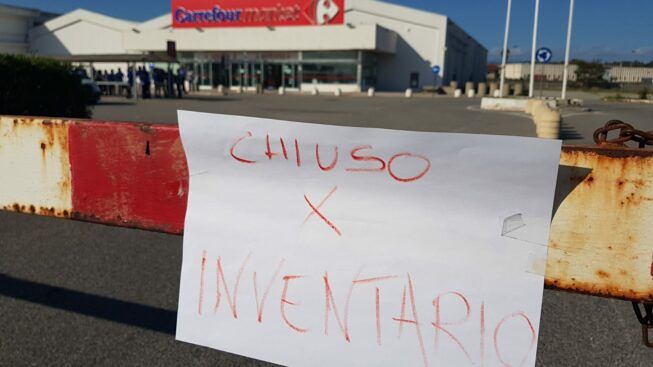 Carrefour market
CHIUSO
X
INVENTARIO